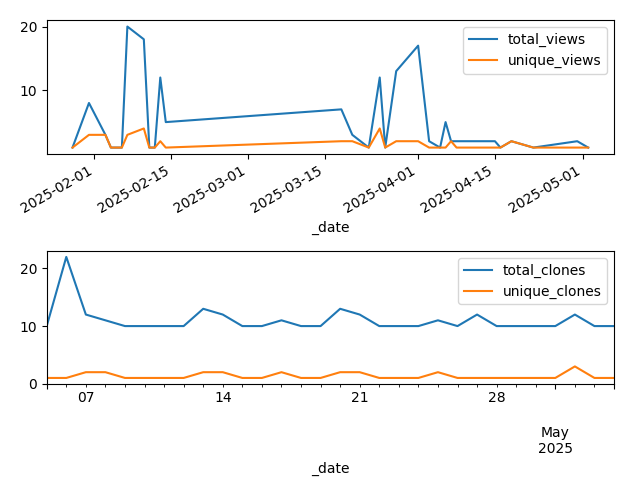 20
10
total_views
unique_views
2025-02-01
2025-02-15
2025-03-01
2025-03-15
2025-04-01
2025-04-15
2025-05-01
_date
20
10
0
total_clones
unique_clones
07
14
21
28
May
2025
_date